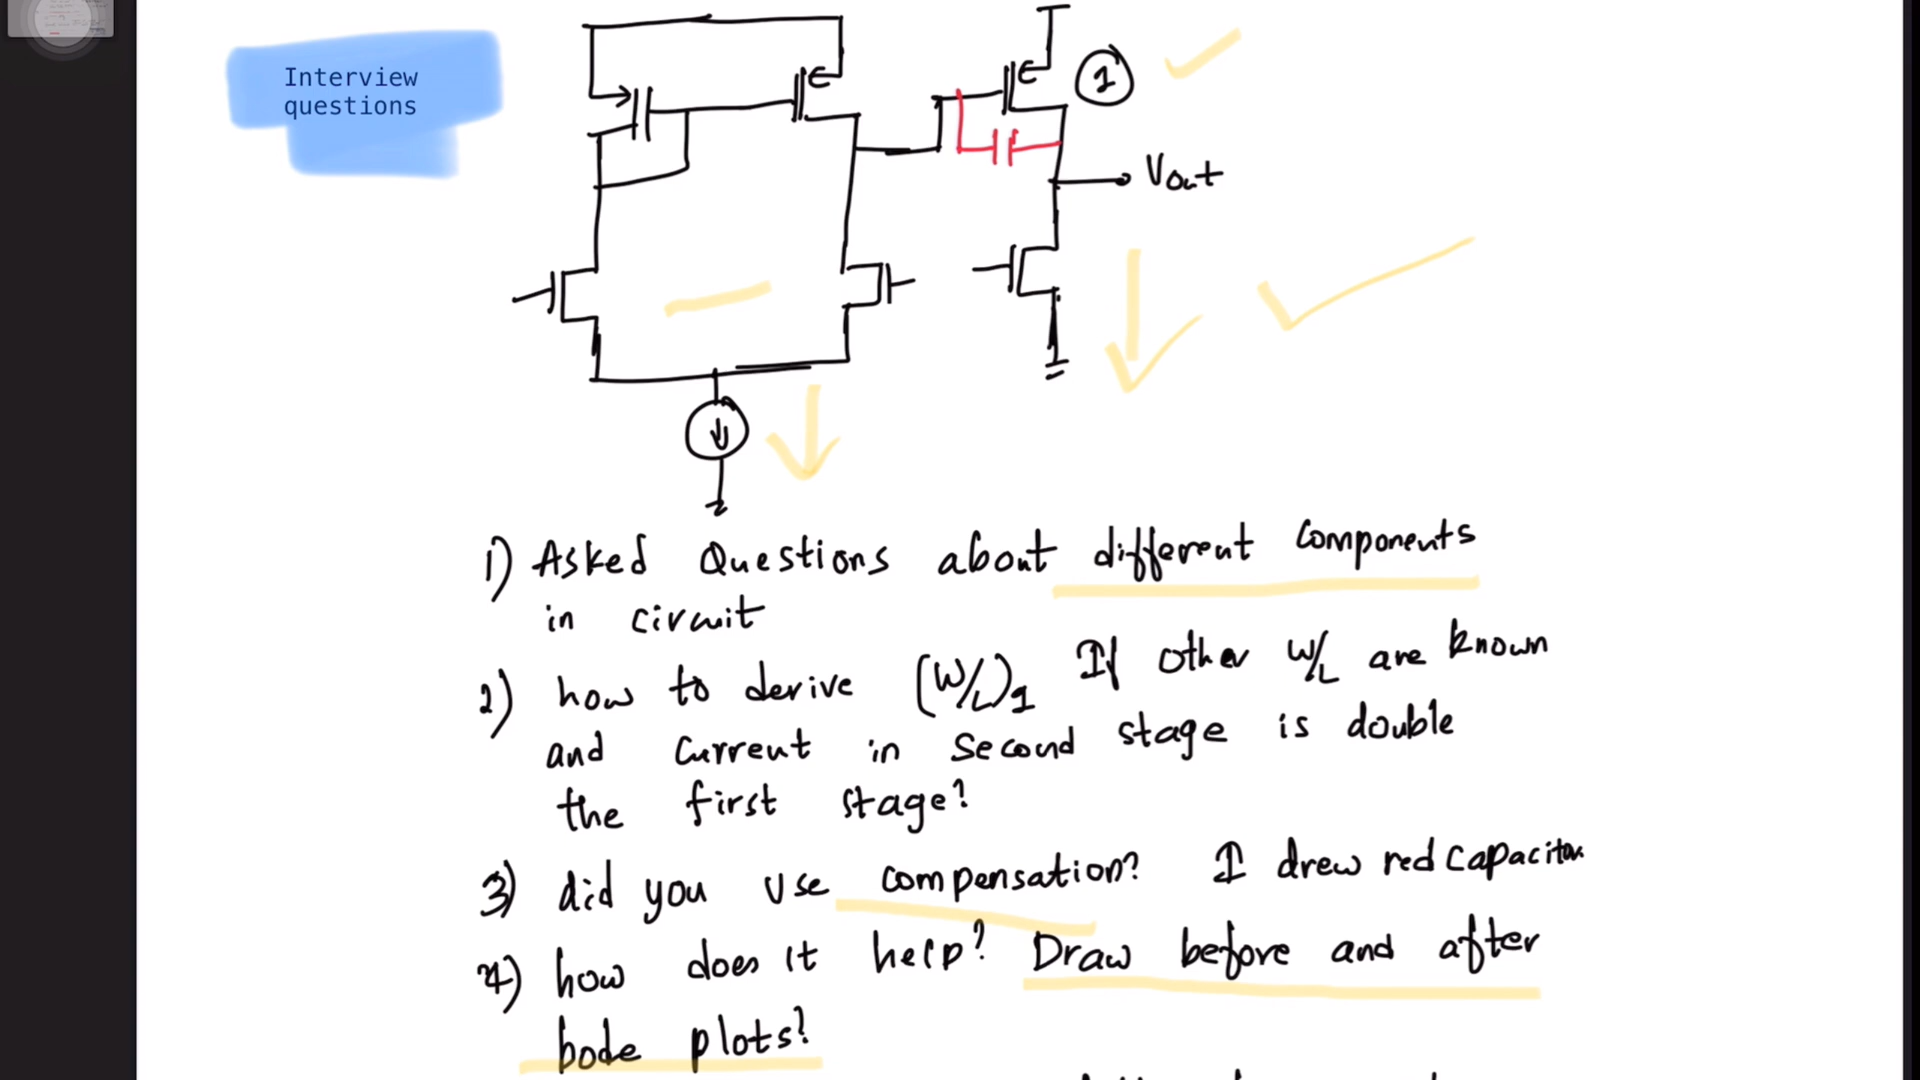 Interview
questions
1
Vout
1) Asked Questions about different components
in circuit
2) how to derive (W/L)1 If other W/L are known
and current in second stage is double
the first stage?
3) did you use compensation? I drew red capacitor
4) how does it help? Draw before and after
bode plots?